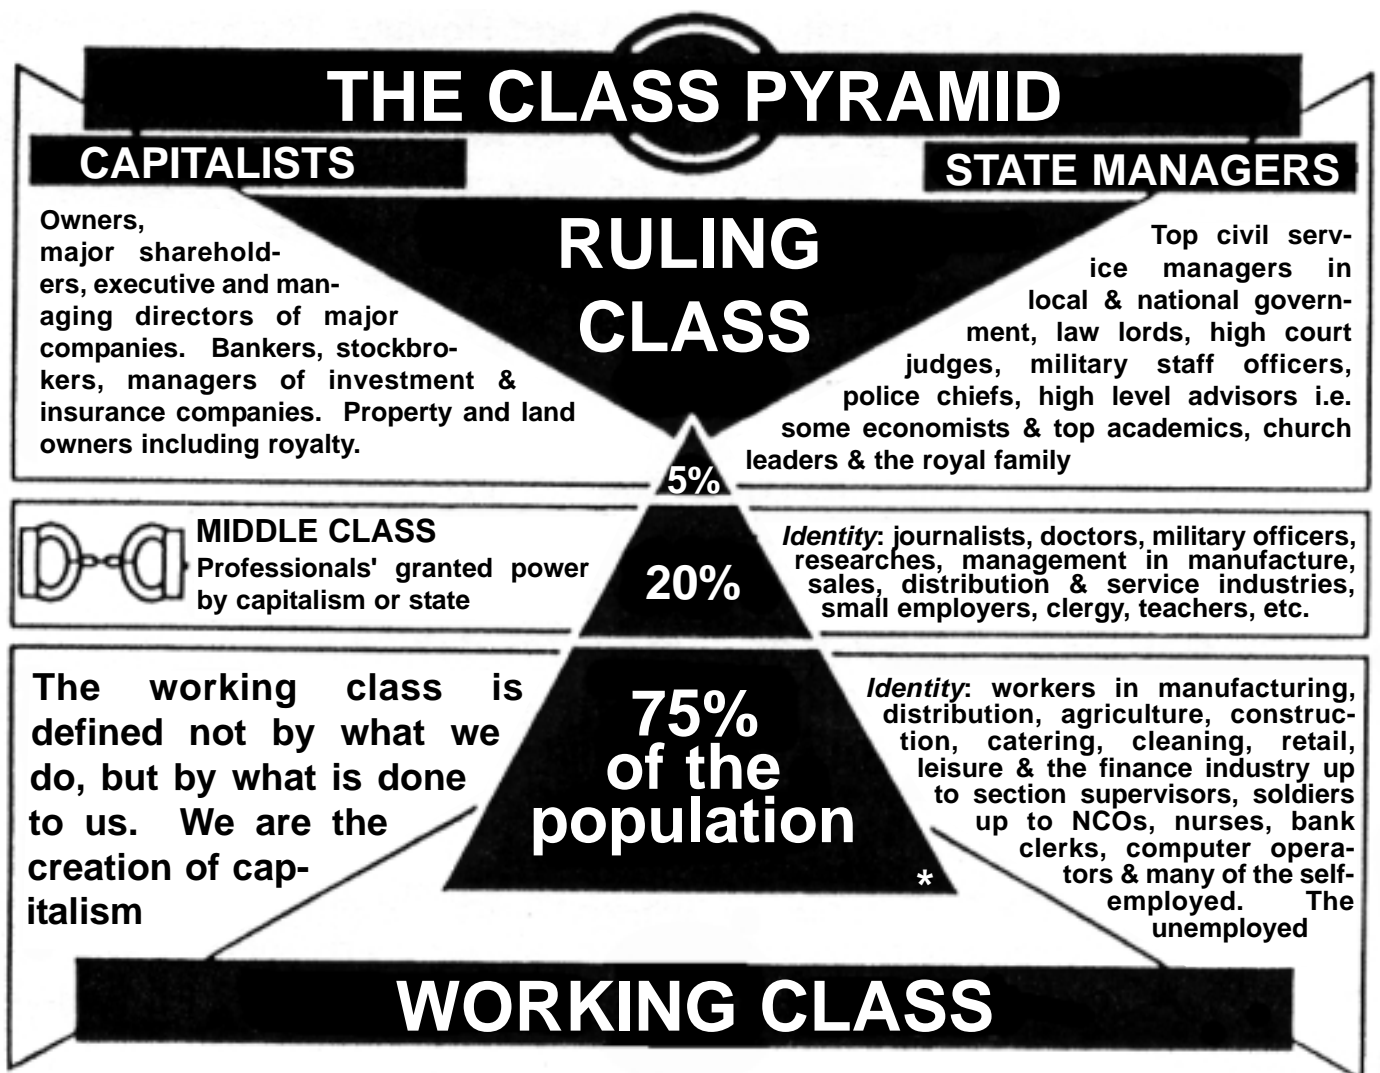 THE CLASS PYRAMID
CAPITALISTS
Owners,
major sharehold-
ers, executive and man-
aging directors of major
companies. Bankers, stockbro-
kers, managers of investment &
insurance companies. Property and land
owners including royalty.
RULING
CLASS
STATE MANAGERS
Top civil serv-
ice managers in
local & national govern-
ment, law lords, high court
judges, military staff officers,
police chiefs, high level advisors i.e.
some economists & top academics, church
leaders & the royal family
5%
MIDDLE CLASS
Professionals' granted power
by capitalism or state
20%
Identity: journalists, doctors, military officers,
researches, management in manufacture,
sales, distribution & service industries,
small employers, clergy, teachers, etc.
The working class is
defined not by what we
do, but by what is done
to us. We are the
creation of cap-
italism
75%
of the
population
*
Identity: workers in manufacturing,
distribution, agriculture, construc-
tion, catering, cleaning, retail,
leisure & the finance industry up
to section supervisors, soldiers
up to NCOs, nurses, bank
clerks, computer opera-
tors & many of the self-
employed. The
unemployed
WORKING CLASS